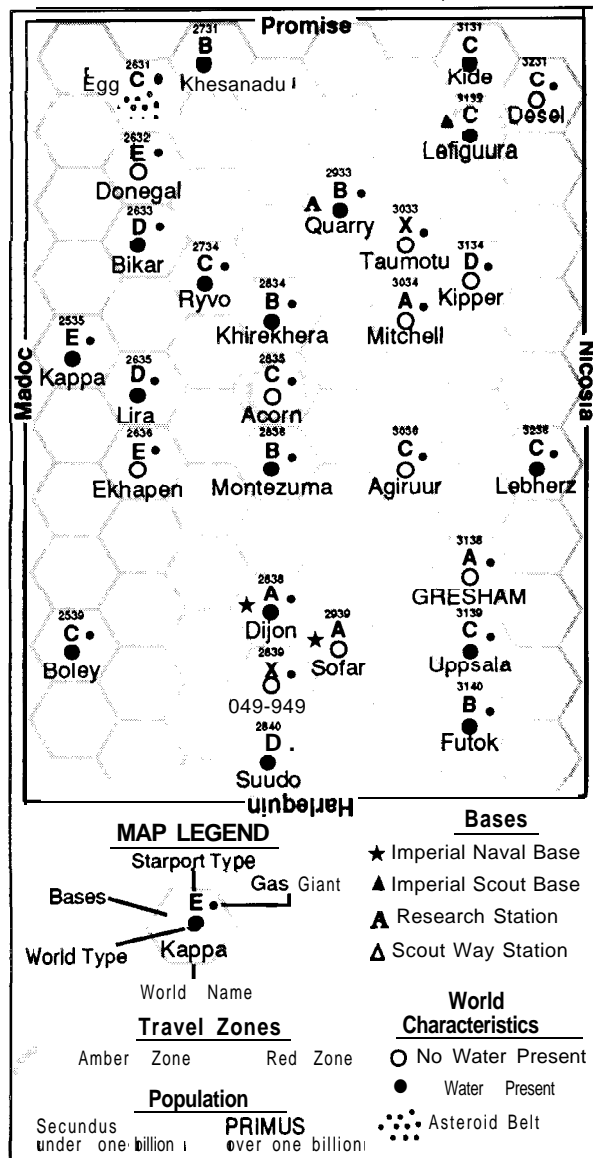 Promise
2731
B
Khesanadu
3131
C
Kide
2631
C
Egg
3231
C
Desel
3132
C
Lefiguura
2632
E
Donegal
2933
A B
Quarry
2633
D
Bikar
3033
X
Taumotu
2734
C
Ryvo
3134
D
Kipper
2834
B
Khirekhera
3034
A
Mitchell
2535
E
Kappa
Madoc
Nicosia
2635
D
Lira
2835
C
Acorn
2636
E
Ekhapen
2836
B
Montezuma
3036
C
Agiruur
3236
C
Lebherz
3138
A
GRESHAM
2838
A
Dijon
2539
C
Boley
2939
A
Sofar
3139
C
Uppsala
2839
X
049-949
3140
B
Futok
2840
D
Suudo
Harlequin
MAP LEGEND
Starport Type
Bases
Gas Giant
E
World Type
Kappa
World Name
Travel Zones
Amber Zone Red Zone
Population
Secundus
under one billion
PRIMUS
over one billion
Bases
Imperial Naval Base
Imperial Scout Base
A Research Station
Scout Way Station
World
Characteristics
No Water Present
Water Present
Asteroid Belt